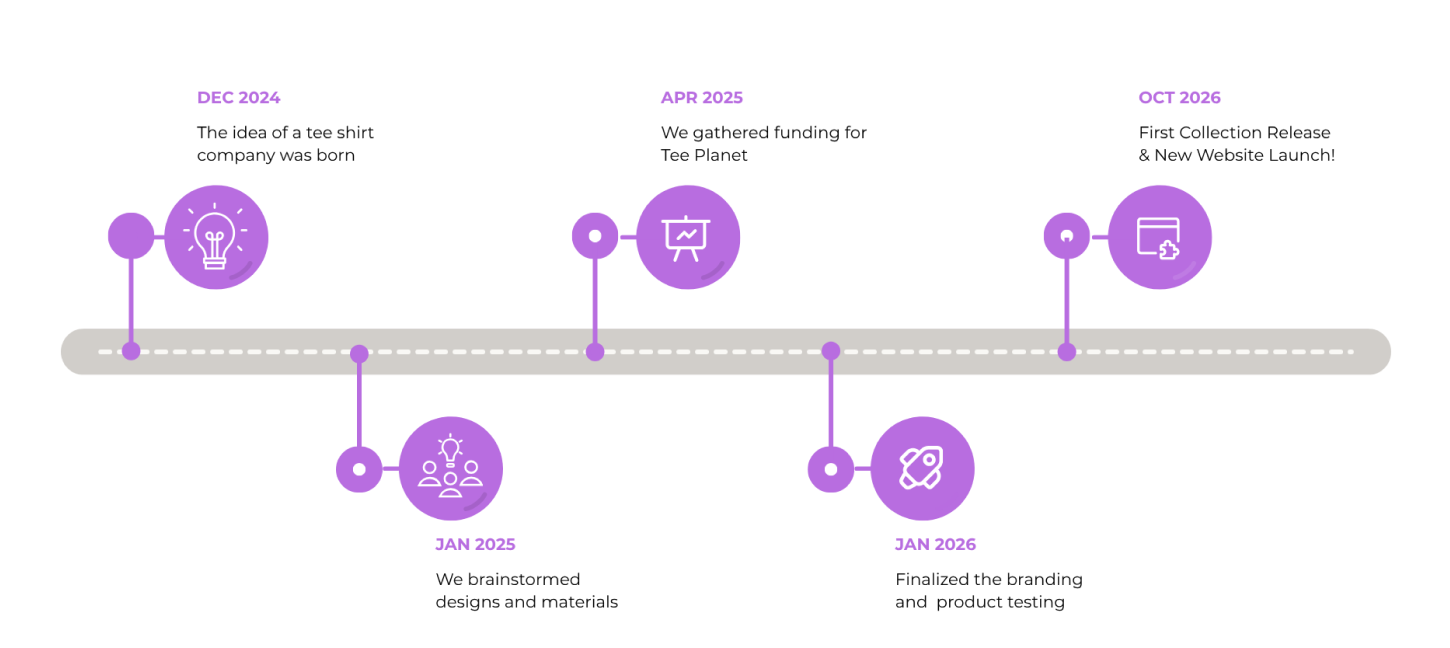 DEC 2024
The idea of a tee shirt
company was born
JAN 2025
We brainstormed
designs and materials
APR 2025
We gathered funding for
Tee Planet
JAN 2026
Finalized the branding
and  product testing
OCT 2026
First Collection Release
& New Website Launch!